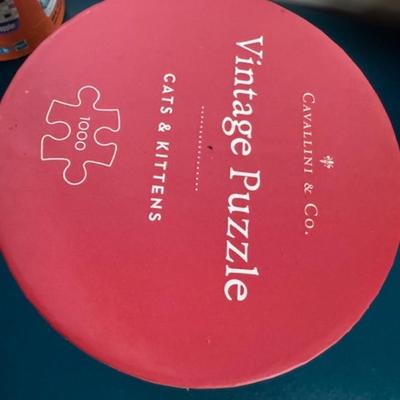 CAVALLINI & CO.
Vintage Puzzle
CATS & KITTENS
1000